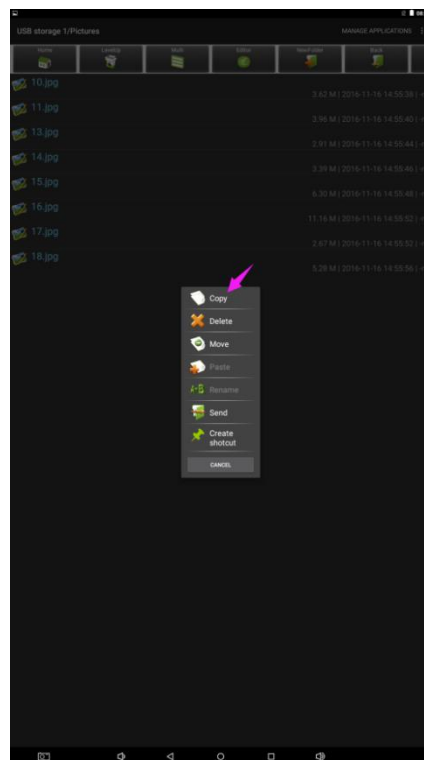 USB storage 1/Pictures
MANAGE APPLICATIONS
Home
LevelUp
Multi
Editor
NewFolder
Back
10.jpg
3.62 M | 2016-11-16 14:55:38 |
11.jpg
3.96 M | 2016-11-16 14:55:40 |
13.jpg
2.91 M | 2016-11-16 14:55:44 |
14.jpg
3.39 M | 2016-11-16 14:55:46 |
15.jpg
6.30 M | 2016-11-16 14:55:48 |
16.jpg
11.16 M | 2016-11-16 14:55:52 |
17.jpg
2.67 M | 2016-11-16 14:55:52 |
18.jpg
5.28 M | 2016-11-16 14:55:56 |
Copy
Delete
Move
Paste
Rename
Send
Create
shotcut
CANCEL